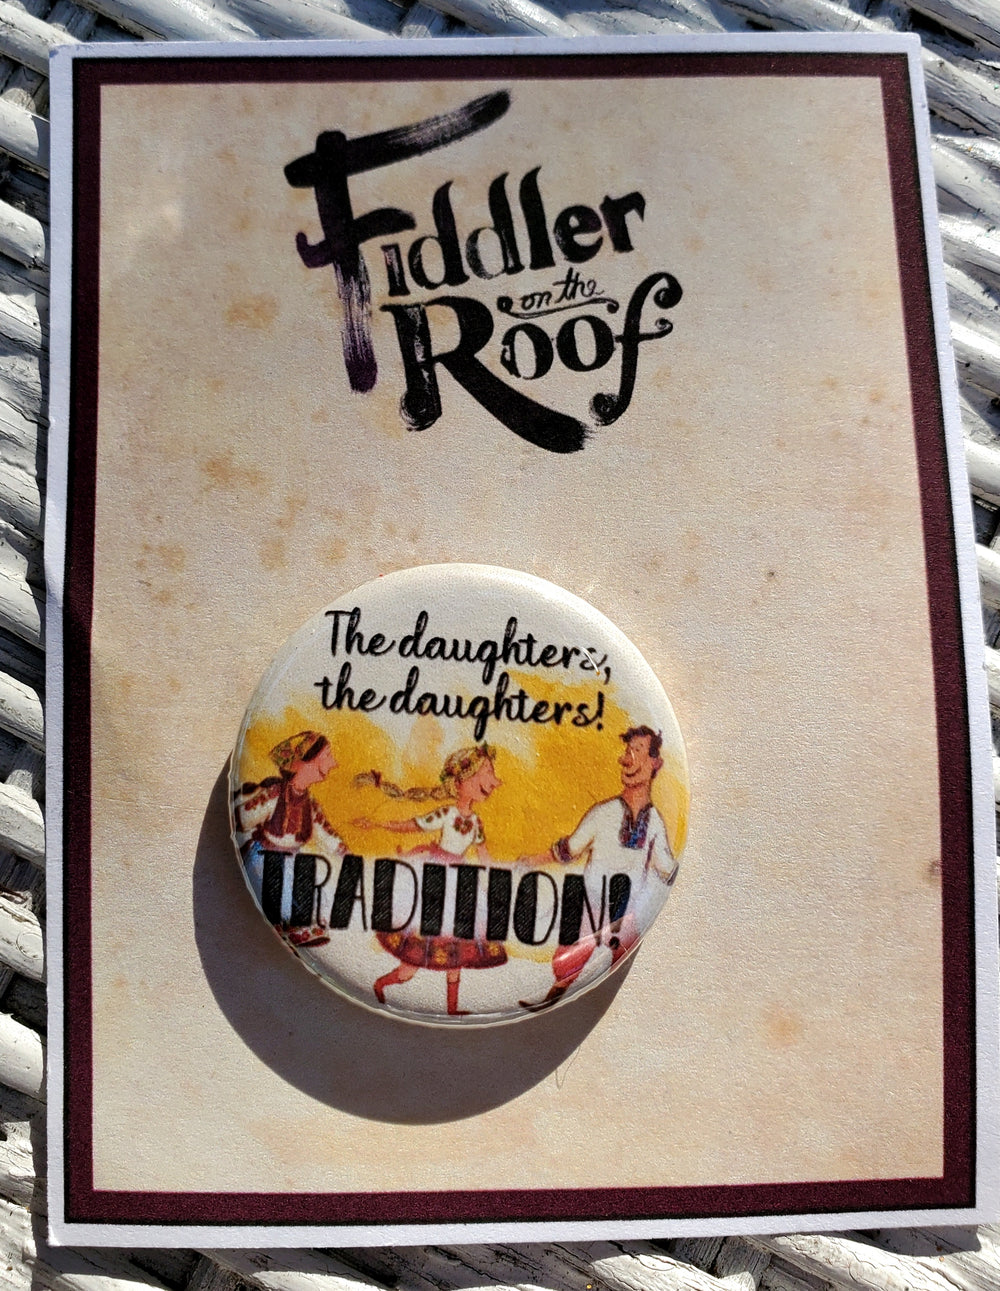 Fiddler
on the
Roof
The daughters,
the daughters!
TRADITION!